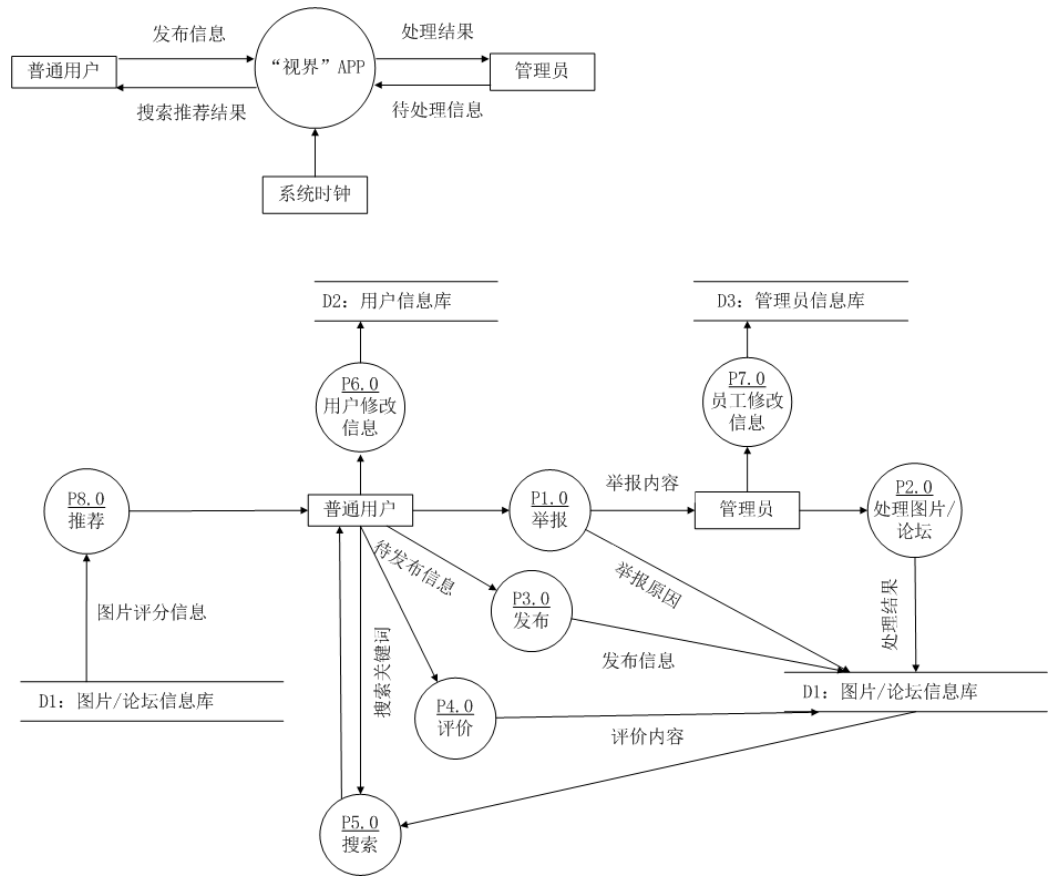 发布信息
处理结果
普通用户
“视界”APP
管理员
搜索推荐结果
待处理信息
系统时钟
D2：用户信息库
D3：管理员信息库
P6.0
用户修改
信息
P7.0
员工修改
信息
P8.0
推荐
普通用户
P1.0
举报
举报内容
管理员
P2.0
处理图片/
论坛
待发布信息
举报原因
P3.0
发布
处理结果
图片评分信息
搜索关键词
发布信息
D1：图片/论坛信息库
D1：图片/论坛信息库
P4.0
评价
评价内容
P5.0
搜索